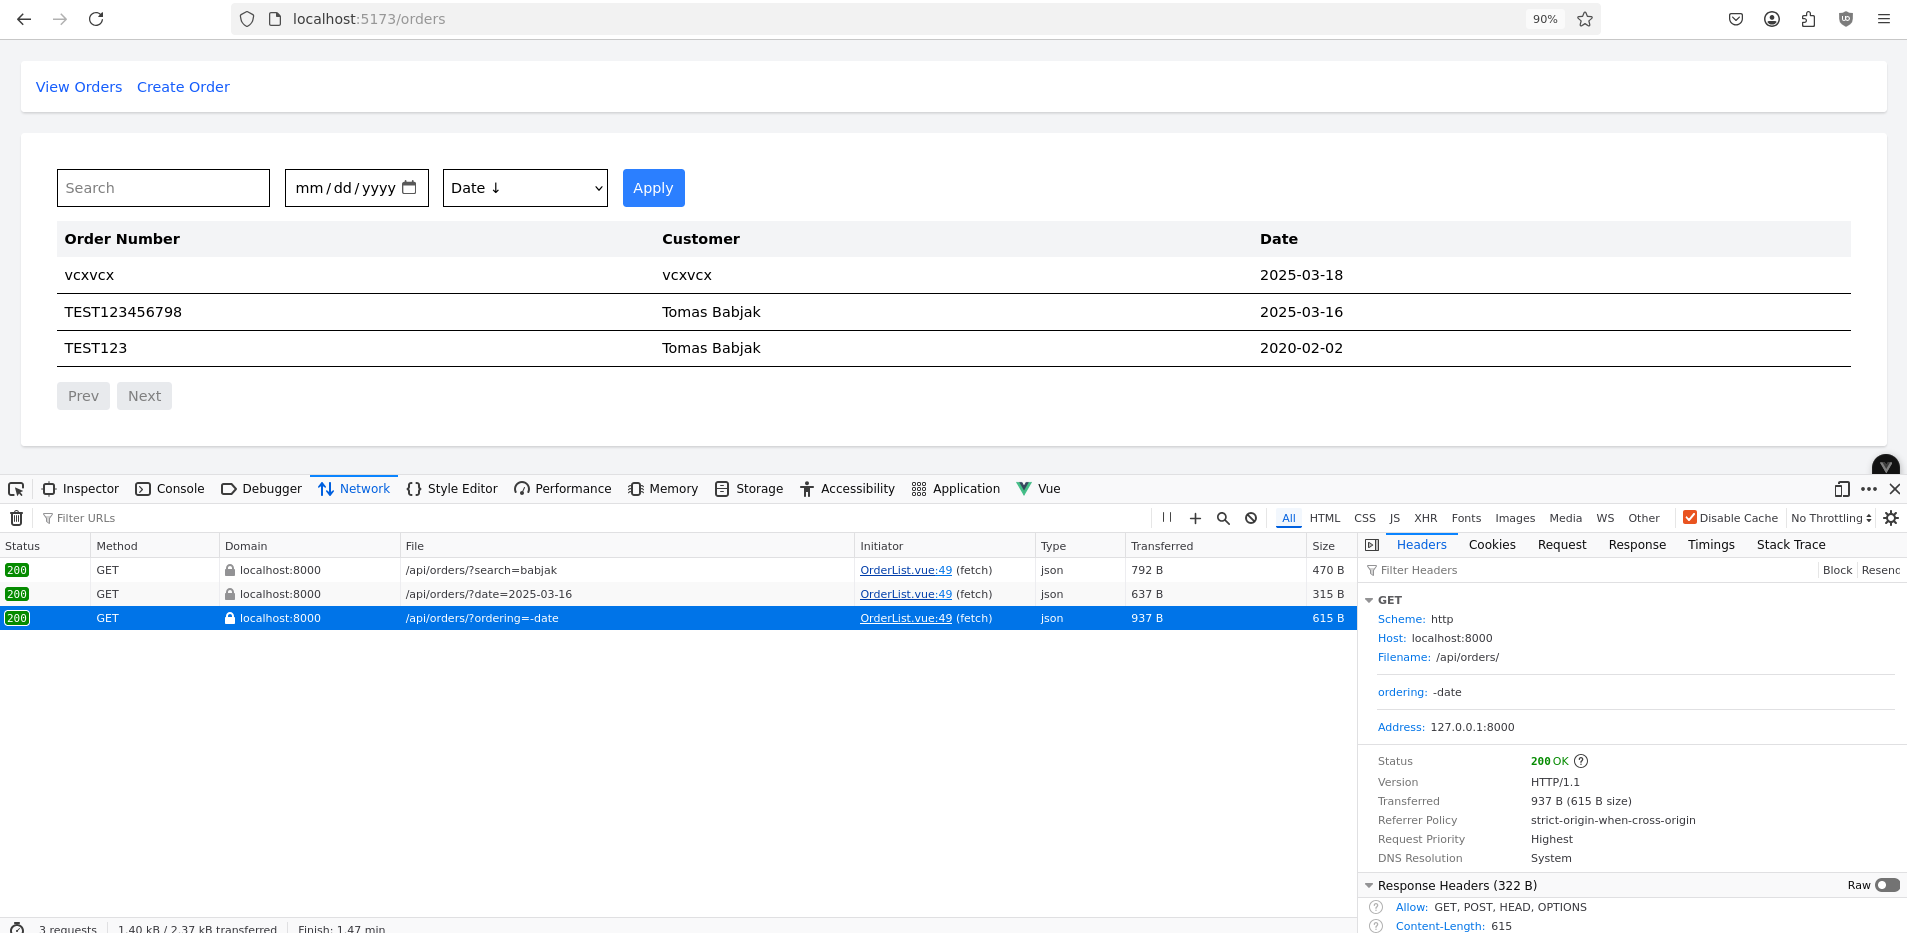 localhost:5173/orders 90%
View Orders Create Order
Search mm/dd/yyyy Date ↓ Apply
Order Number Customer Date
vcxvcx vcxvcx 2025-03-18
TEST123456798 Tomas Babjak 2025-03-16
TEST123 Tomas Babjak 2020-02-02
Prev Next
Inspector Console Debugger Network Style Editor Performance Memory Storage Accessibility Application Vue
Filter URLs All HTML CSS JS XHR Fonts Images Media WS Other Disable Cache No Throttling
Status Method Domain File Initiator Type Transferred Size
200 GET localhost:8000 /api/orders/?search=babjak OrderList.vue:49 (fetch) json 792 B 470 B
200 GET localhost:8000 /api/orders/?date=2025-03-16 OrderList.vue:49 (fetch) json 637 B 315 B
200 GET localhost:8000 /api/orders/?ordering=-date OrderList.vue:49 (fetch) json 937 B 615 B
3 requests 1.40 kB / 2.37 kB transferred Finish: 1.47 min
Headers Cookies Request Response Timings Stack Trace
Filter Headers Block Resend
GET
Scheme: http
Host: localhost:8000
Filename: /api/orders/
ordering: -date
Address: 127.0.0.1:8000
Status 200 OK
Version HTTP/1.1
Transferred 937 B (615 B size)
Referrer Policy strict-origin-when-cross-origin
Request Priority Highest
DNS Resolution System
Response Headers (322 B) Raw
Allow: GET, POST, HEAD, OPTIONS
Content-Length: 615